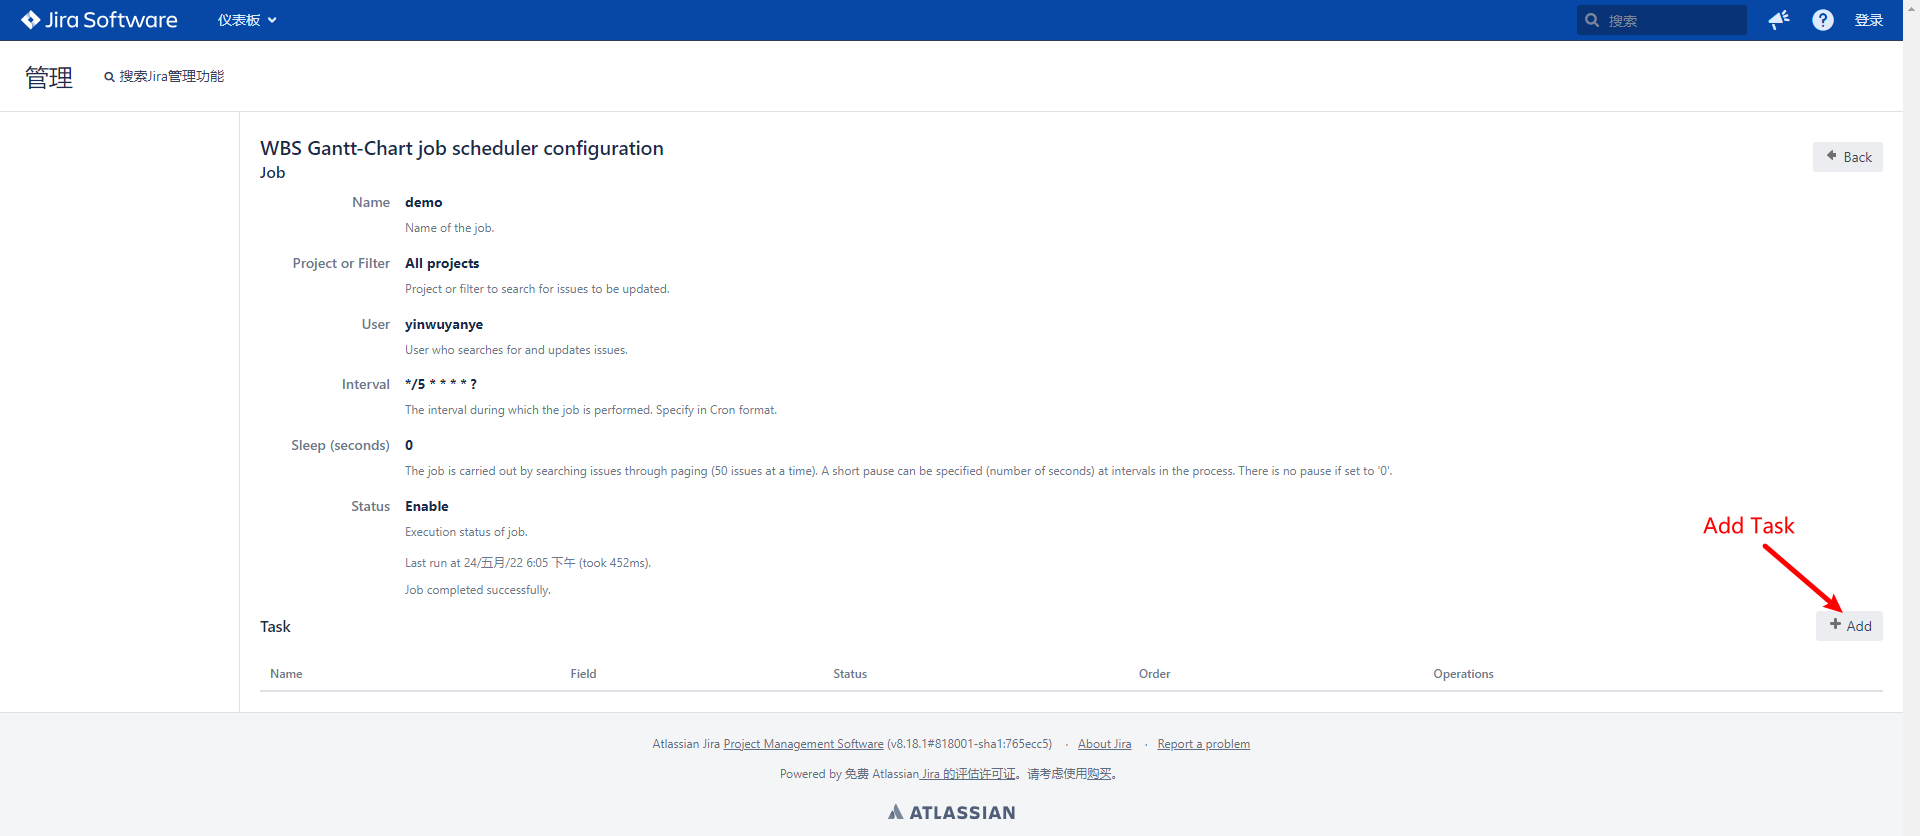 Jira Software 仪表板 搜索 登录
管理 搜索Jira管理功能
WBS Gantt-Chart job scheduler configuration
Back
Job
Name demo
Name of the job.
Project or Filter All projects
Project or filter to search for issues to be updated.
User yinwuyanye
User who searches for and updates issues.
Interval */5 * * * * ?
The interval during which the job is performed. Specify in Cron format.
Sleep (seconds) 0
The job is carried out by searching issues through paging (50 issues at a time). A short pause can be specified (number of seconds) at intervals in the process. There is no pause if set to '0'.
Status Enable
Execution status of job.
Add Task
Last run at 24/五月/22 6:05 下午 (took 452ms).
Job completed successfully.
Task + Add
Name Field Status Order Operations
Atlassian Jira Project Management Software (v8.18.1#818001-sha1:765ecc5) · About Jira · Report a problem
Powered by 免费 Atlassian Jira 的评估许可证。请考虑使用购买。
ATLASSIAN